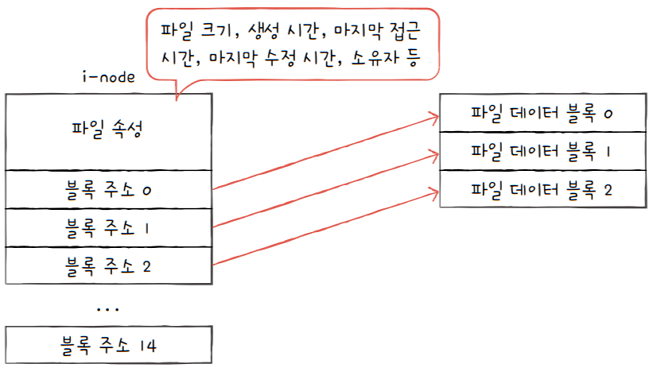 파일 크기, 생성 시간, 마지막 접근
시간, 마지막 수정 시간, 소유자 등
i-node
파일 속성
블록 주소 0
블록 주소 1
블록 주소 2
...
블록 주소 14
파일 데이터 블록 0
파일 데이터 블록 1
파일 데이터 블록 2